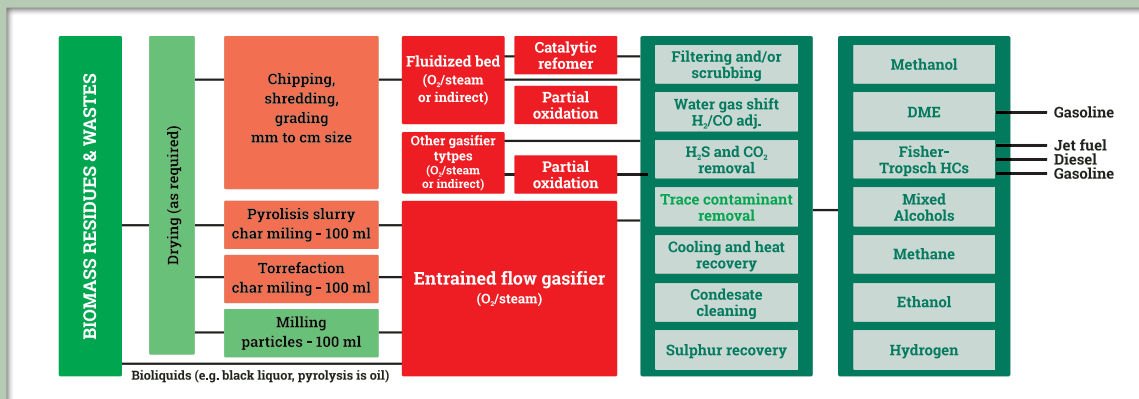 BIOMASS RESIDUES & WASTES
Drying (as required)
Chipping,
shredding,
grading
mm to cm size
Pyrolisis slurry
char miling - 100 ml
Torrefaction
char miling - 100 ml
Milling
particles - 100 ml
Bioliquids (e.g. black liquor, pyrolysis is oil)
Fluidized bed
(O₂/steam
or indirect)
Catalytic
refomer
Partial
oxidation
Other gasifier
tytpes
(O₂/steam
or indirect)
Partial
oxidation
Entrained flow gasifier
(O₂/steam)
Filtering and/or
scrubbing
Water gas shift
H₂/CO adj.
H₂S and CO₂
removal
Trace contaminant
removal
Cooling and heat
recovery
Condesate
cleaning
Sulphur recovery
Methanol
DME
Fisher-
Tropsch HCs
Mixed
Alcohols
Methane
Ethanol
Hydrogen
Gasoline
Jet fuel
Diesel
Gasoline